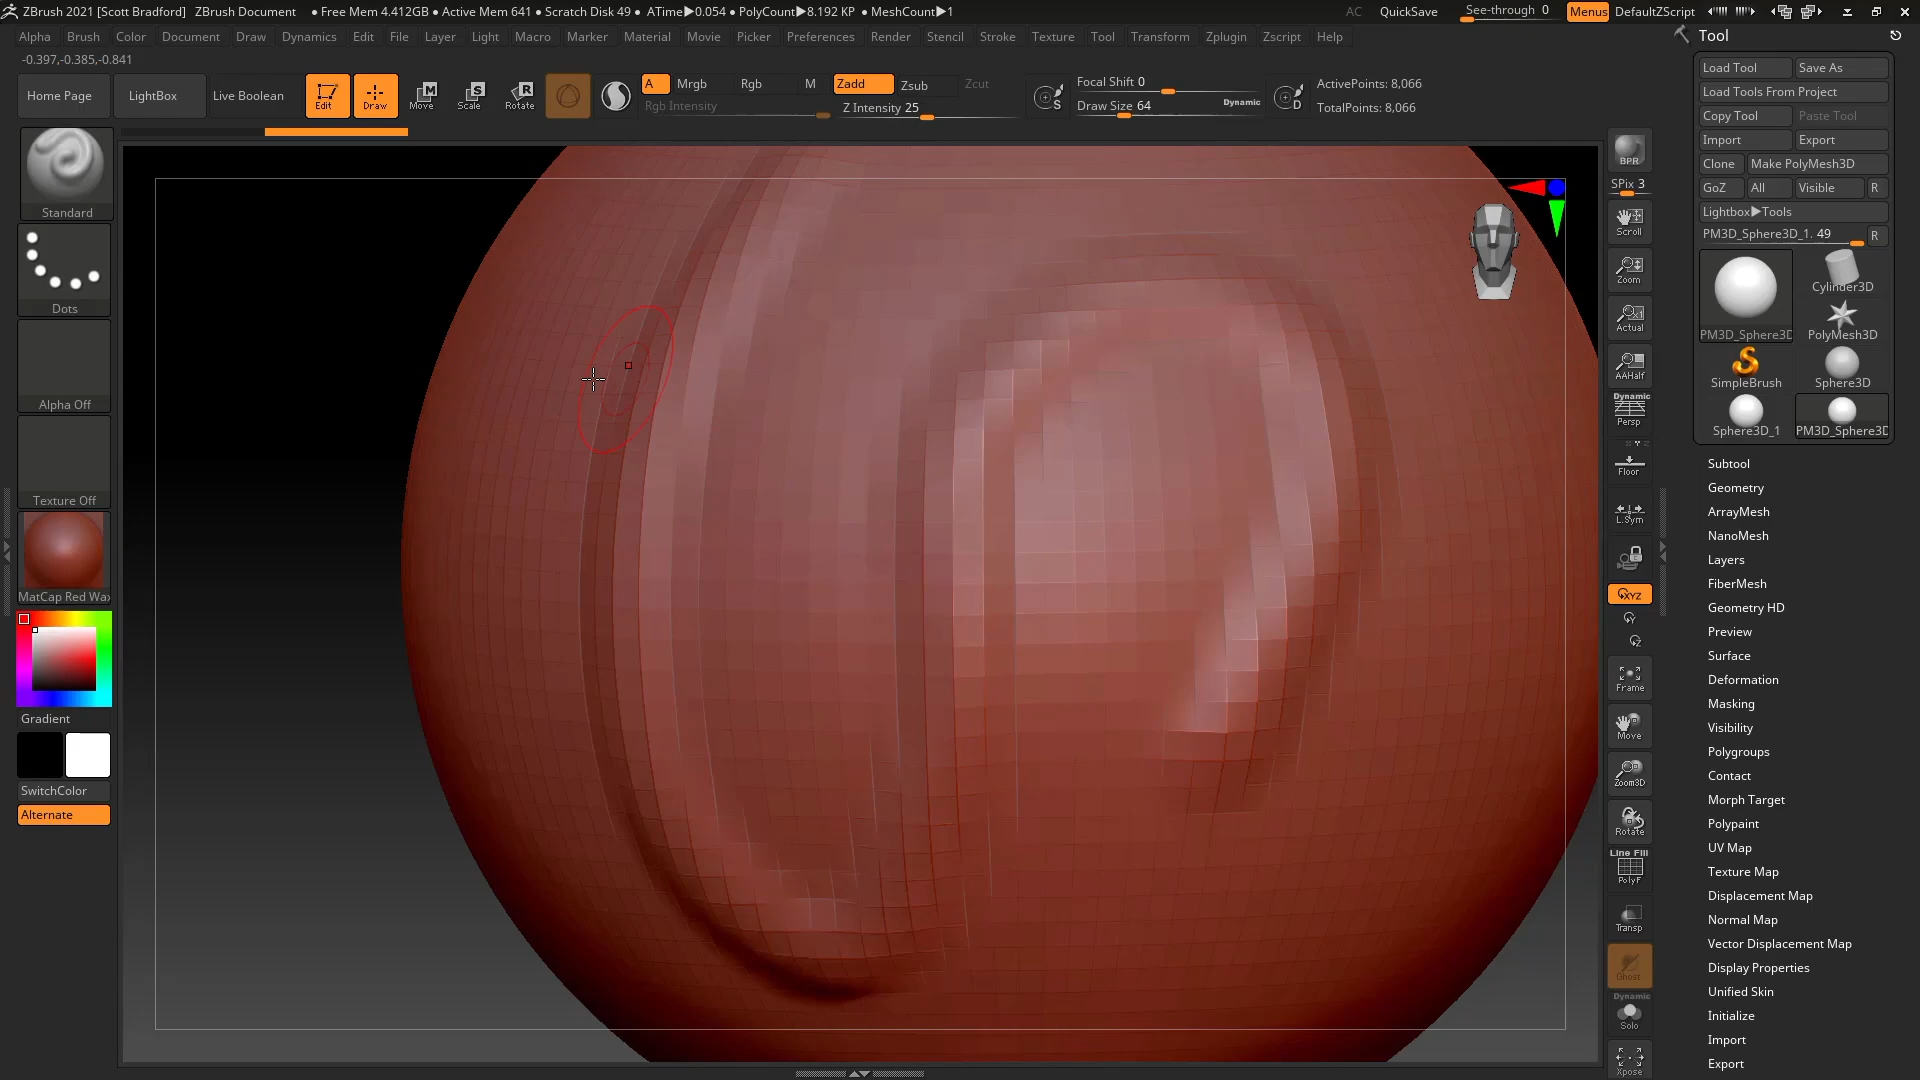 ZBrush 2021 [Scott Bradford] ZBrush Document • Free Mem 4.412GB • Active Mem 641 • Scratch Disk 49 • ATime▶0.054 • PolyCount▶8.192 KP • MeshCount▶1 AC QuickSave See-through 0 Menus DefaultZScript
Alpha Brush Color Document Draw Dynamics Edit File Layer Light Macro Marker Material Movie Picker Preferences Render Stencil Stroke Texture Tool Transform Zplugin Zscript Help
-0.397,-0.385,-0.841
Home Page LightBox Live Boolean Edit Draw Move Scale Rotate
M S R
A Mrgb Rgb M Zadd Zsub Zcut
Rgb Intensity Z Intensity 25
S Focal Shift 0
Draw Size 64 Dynamic
D ActivePoints: 8,066
TotalPoints: 8,066
Standard
Dots
Alpha Off
Texture Off
MatCap Red Wax
Gradient
SwitchColor
Alternate
BPR
SPix 3
Scroll
Zoom
Actual
AAHalf
Dynamic
Persp
Floor
L.Sym
XYZ
Y
Z
Frame
Move
Zoom3D
Rotate
Line Fill
PolyF
Transp
Ghost
Dynamic
Solo
Xpose
Tool
Load Tool Save As
Load Tools From Project
Copy Tool Paste Tool
Import Export
Clone Make PolyMesh3D
GoZ All Visible R
Lightbox▶Tools
PM3D_Sphere3D_1. 49 R
PM3D_Sphere3D Cylinder3D
PolyMesh3D
SimpleBrush Sphere3D
Sphere3D_1 PM3D_Sphere3D
Subtool
Geometry
ArrayMesh
NanoMesh
Layers
FiberMesh
Geometry HD
Preview
Surface
Deformation
Masking
Visibility
Polygroups
Contact
Morph Target
Polypaint
UV Map
Texture Map
Displacement Map
Normal Map
Vector Displacement Map
Display Properties
Unified Skin
Initialize
Import
Export